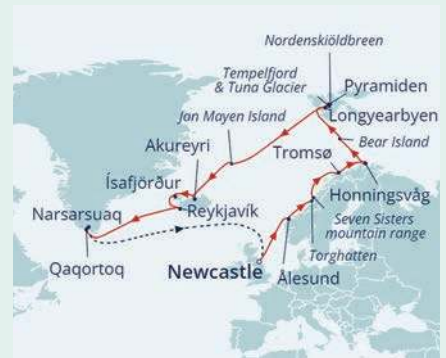 Nordenskiöldbreen
Tempelfjord
& Tuna Glacier
Pyramiden
Longyearbyen
Jan Mayen Island
Bear Island
Akureyri
Tromsø
Ísafjörður
Honningsvåg
Narsarsuaq
Reykjavík
Seven Sisters
mountain range
Qaqortoq
Torghatten
Newcastle
Ålesund